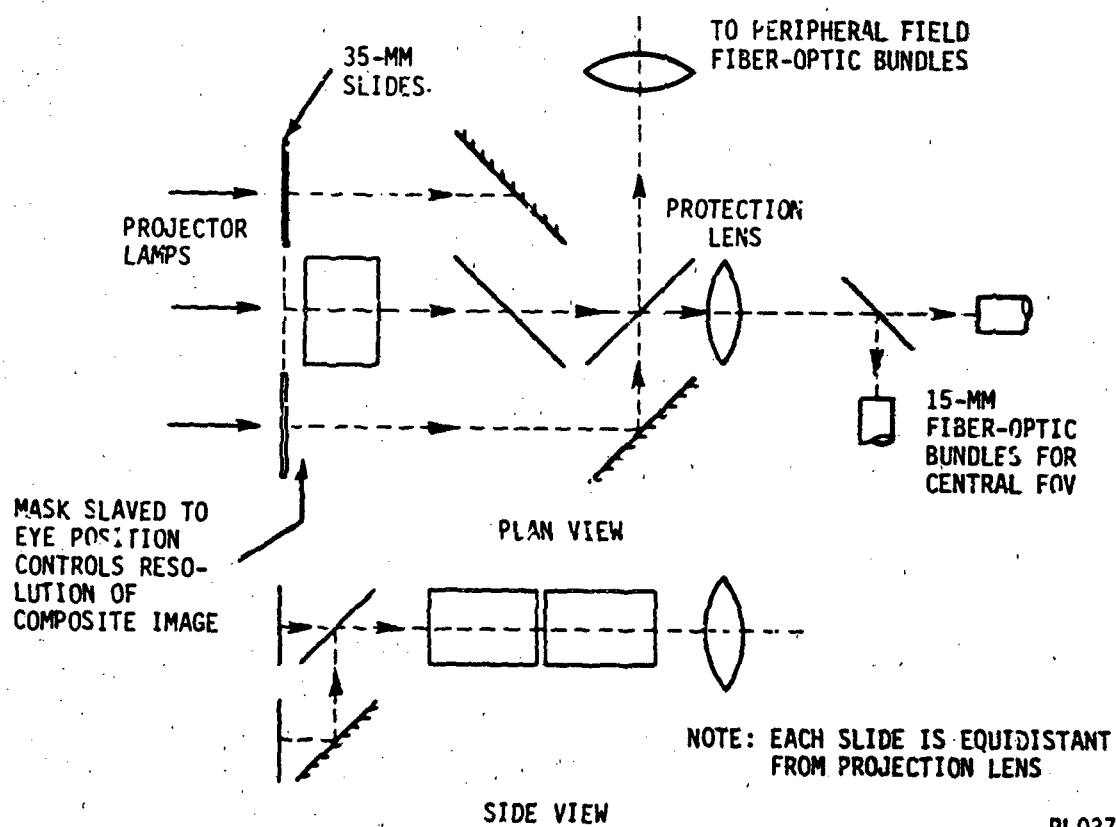 TO PERIPHERAL FIELD
FIBER-OPTIC BUNDLES
35-MM
SLIDES.
PROJECTOR
LAMPS
PROTECTION
LENS
15-MM
FIBER-OPTIC
BUNDLES FOR
CENTRAL FOV
MASK SLAVED TO
EYE POSITION
CONTROLS RESO-
LUTION OF
COMPOSITE IMAGE
PLAN VIEW
NOTE: EACH SLIDE IS EQUIDISTANT
FROM PROJECTION LENS
SIDE VIEW